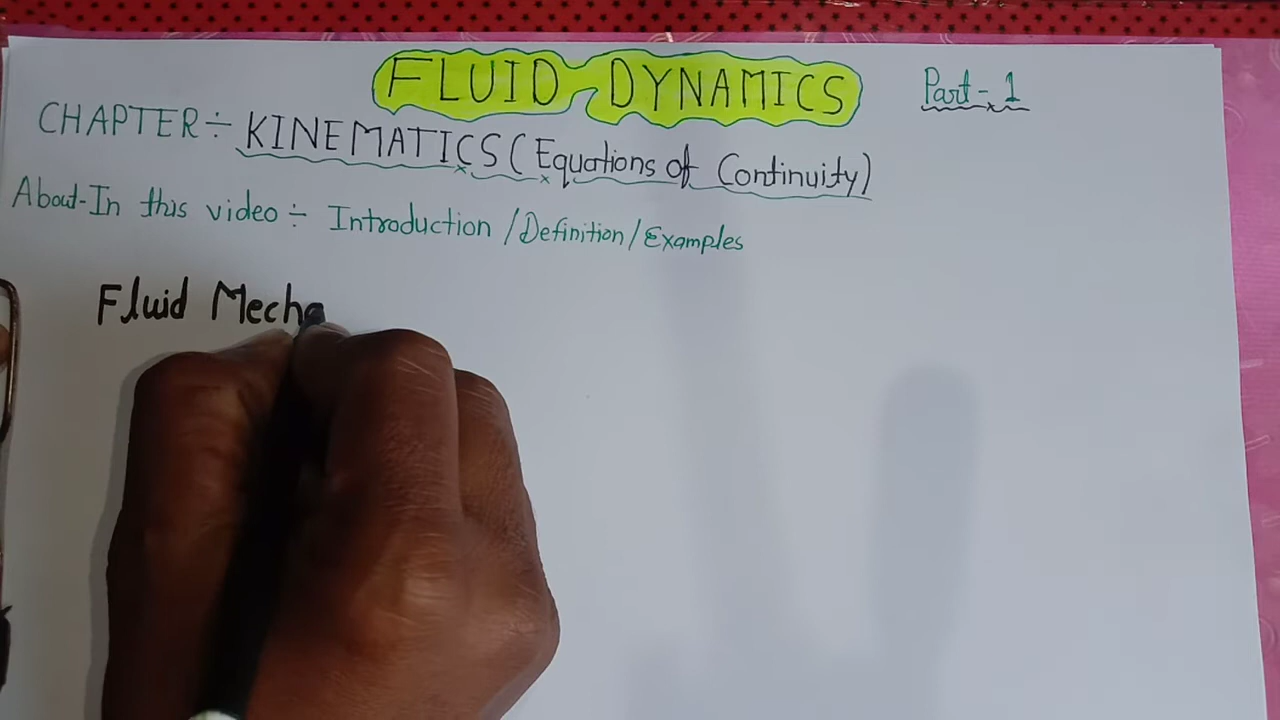 FLUID DYNAMICS Part-1
CHAPTER÷ KINEMATICS (Equations of Continuity)
About-In this video÷ Introduction /Definition/Examples
Fluid Mecha